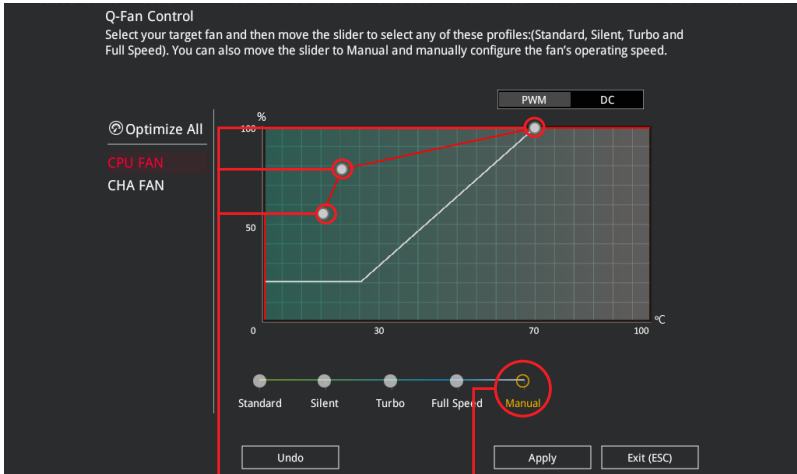 Q-Fan Control
Select your target fan and then move the slider to select any of these profiles:(Standard, Silent, Turbo and
Full Speed). You can also move the slider to Manual and manually configure the fan's operating speed.
PWM DC
Optimize All
CPU FAN
CHA FAN
%
100
50
0 30 70 100
ºC
Standard Silent Turbo Full Speed Manual
Undo Apply Exit (ESC)